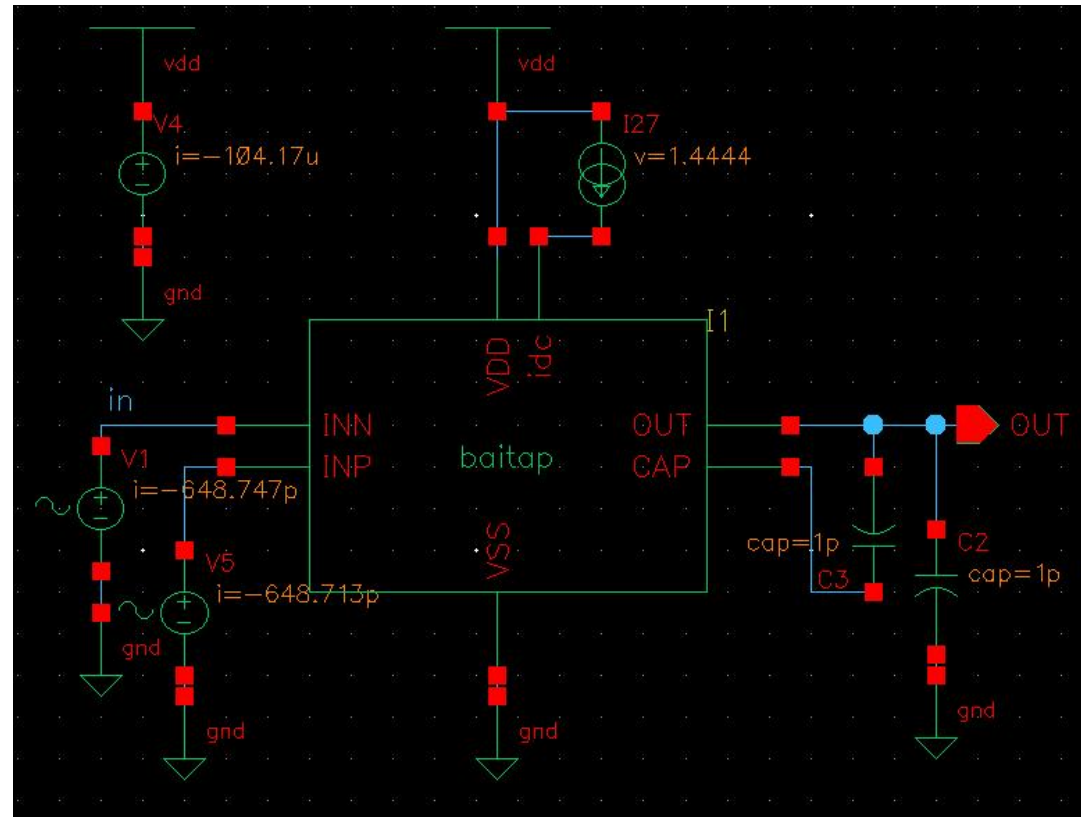 vdd
vdd
V4
i=-104.17u
I27
v=1.4444
gnd
I1
VDD
idc
in
INN
INP
OUT
CAP
OUT
baitap
V1
i=-648.747p
VSS
cap=1p
C3
C2
cap=1p
V5
i=-648.713p
gnd
gnd
gnd
gnd